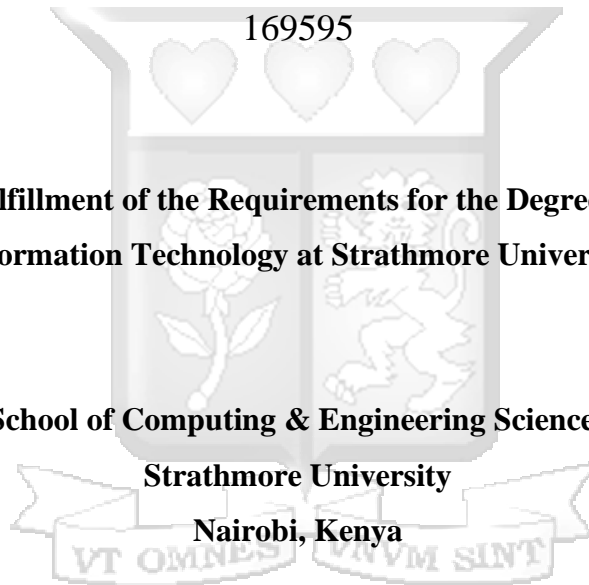 169595
lfillment of the Requirements for the Degree
ormation Technology at Strathmore Univer
School of Computing & Engineering Science
Strathmore University
Nairobi, Kenya
VT OMNES VNVM SINT